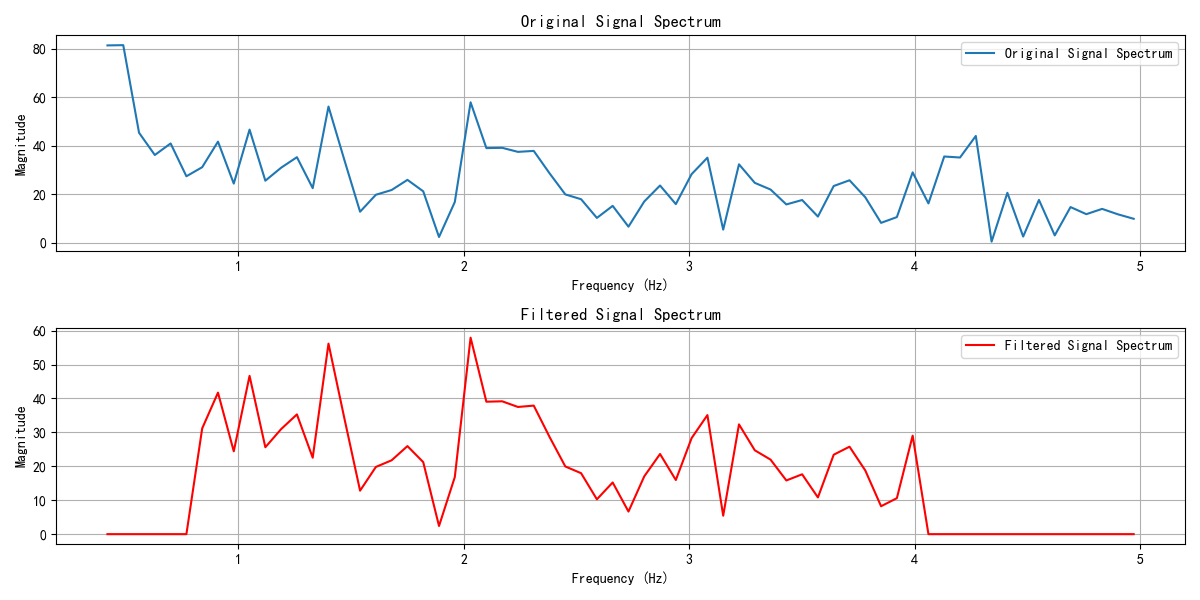 Original Signal Spectrum
Original Signal Spectrum
Magnitude
80
60
40
20
0
1 2 3 4 5
Frequency (Hz)
Filtered Signal Spectrum
Filtered Signal Spectrum
Magnitude
60
50
40
30
20
10
0
1 2 3 4 5
Frequency (Hz)